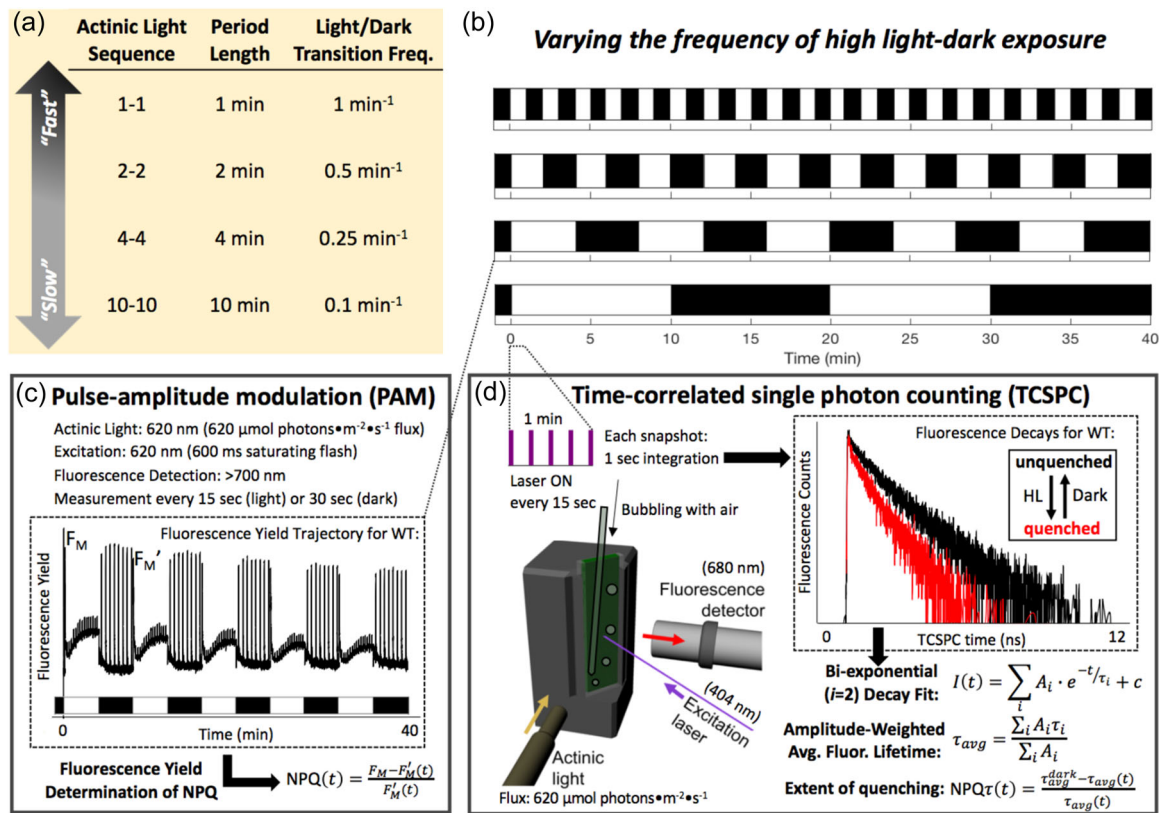 (a)
Actinic Light Sequence Period Length Light/Dark Transition Freq.
"Fast"
"Slow"
1-1 1 min 1 min⁻¹
2-2 2 min 0.5 min⁻¹
4-4 4 min 0.25 min⁻¹
10-10 10 min 0.1 min⁻¹
(b)
Varying the frequency of high light-dark exposure
0 5 10 15 20 25 30 35 40
Time (min)
(c) Pulse-amplitude modulation (PAM)
Actinic Light: 620 nm (620 µmol photons•m⁻²•s⁻¹ flux)
Excitation: 620 nm (600 ms saturating flash)
Fluorescence Detection: >700 nm
Measurement every 15 sec (light) or 30 sec (dark)
Fluorescence Yield Trajectory for WT:
F_M
F_M'
Fluorescence Yield
0 Time (min) 40
Fluorescence Yield
Determination of NPQ
NPQ(t) = (F_M−F'_M(t))/F'_M(t)
(d) Time-correlated single photon counting (TCSPC)
1 min
Laser ON
every 15 sec
Each snapshot:
1 sec integration
Bubbling with air
(680 nm)
Fluorescence
detector
(404 nm)
Excitation
laser
Actinic
light
Flux: 620 µmol photons•m⁻²•s⁻¹
Fluorescence Decays for WT:
unquenched
HL Dark
quenched
Fluorescence Counts
0 TCSPC time (ns) 12
Bi-exponential
(i=2) Decay Fit:
I(t) = ∑_i A_i · e^(−t/τ_i) + c
Amplitude-Weighted
Avg. Fluor. Lifetime:
τ_avg = ∑_i A_iτ_i / ∑_i A_i
Extent of quenching: NPQτ(t) = (τ_avg^dark−τ_avg(t))/τ_avg(t)